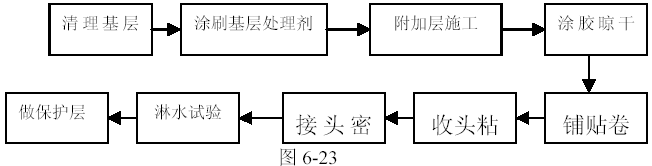 清理基层
涂刷基层处理剂
附加层施工
涂胶晾干
铺贴卷
收头粘
接头密
淋水试验
做保护层
图 6-23